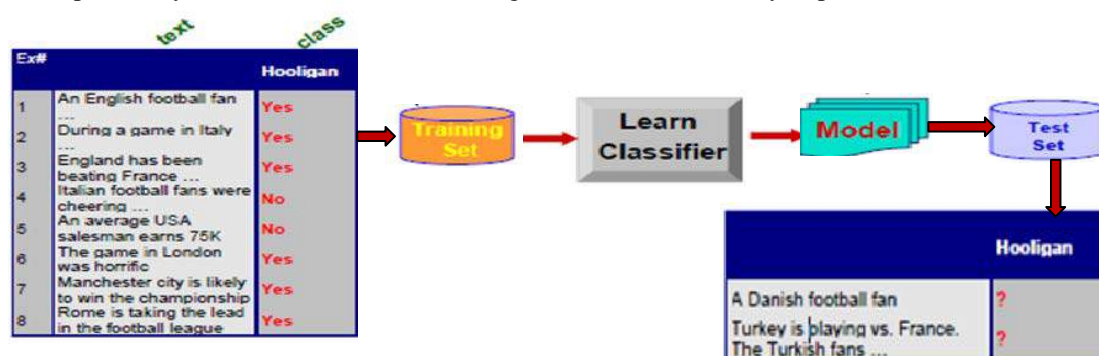 text
class
Ex#
Hooligan
1 An English football fan ... Yes
2 During a game in Italy ... Yes
3 England has been
beating France ... Yes
4 Italian football fans were
cheering ... No
5 An average USA
salesman earns 75K No
6 The game in London
was horrific Yes
7 Manchester city is likely
to win the championship Yes
8 Rome is taking the lead
in the football league Yes
Training
Set
Learn
Classifier
Model
Test
Set
Hooligan
A Danish football fan ?
Turkey is playing vs. France.
The Turkish fans ... ?